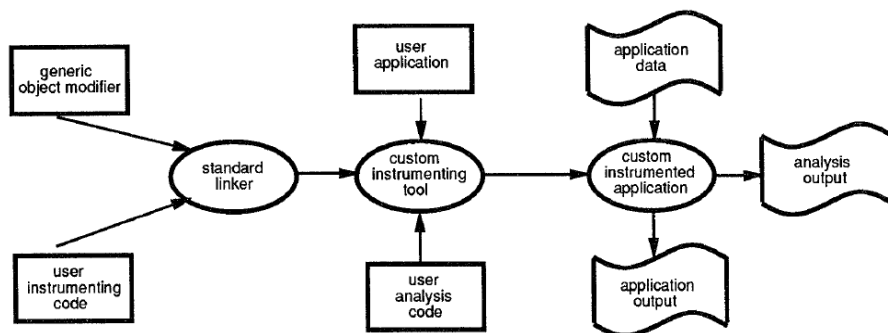 generic
object modifier
user
instrumenting
code
standard
linker
user
application
custom
instrumenting
tool
user
analysis code
application
data
custom
instrumented
application
application
output
analysis
output